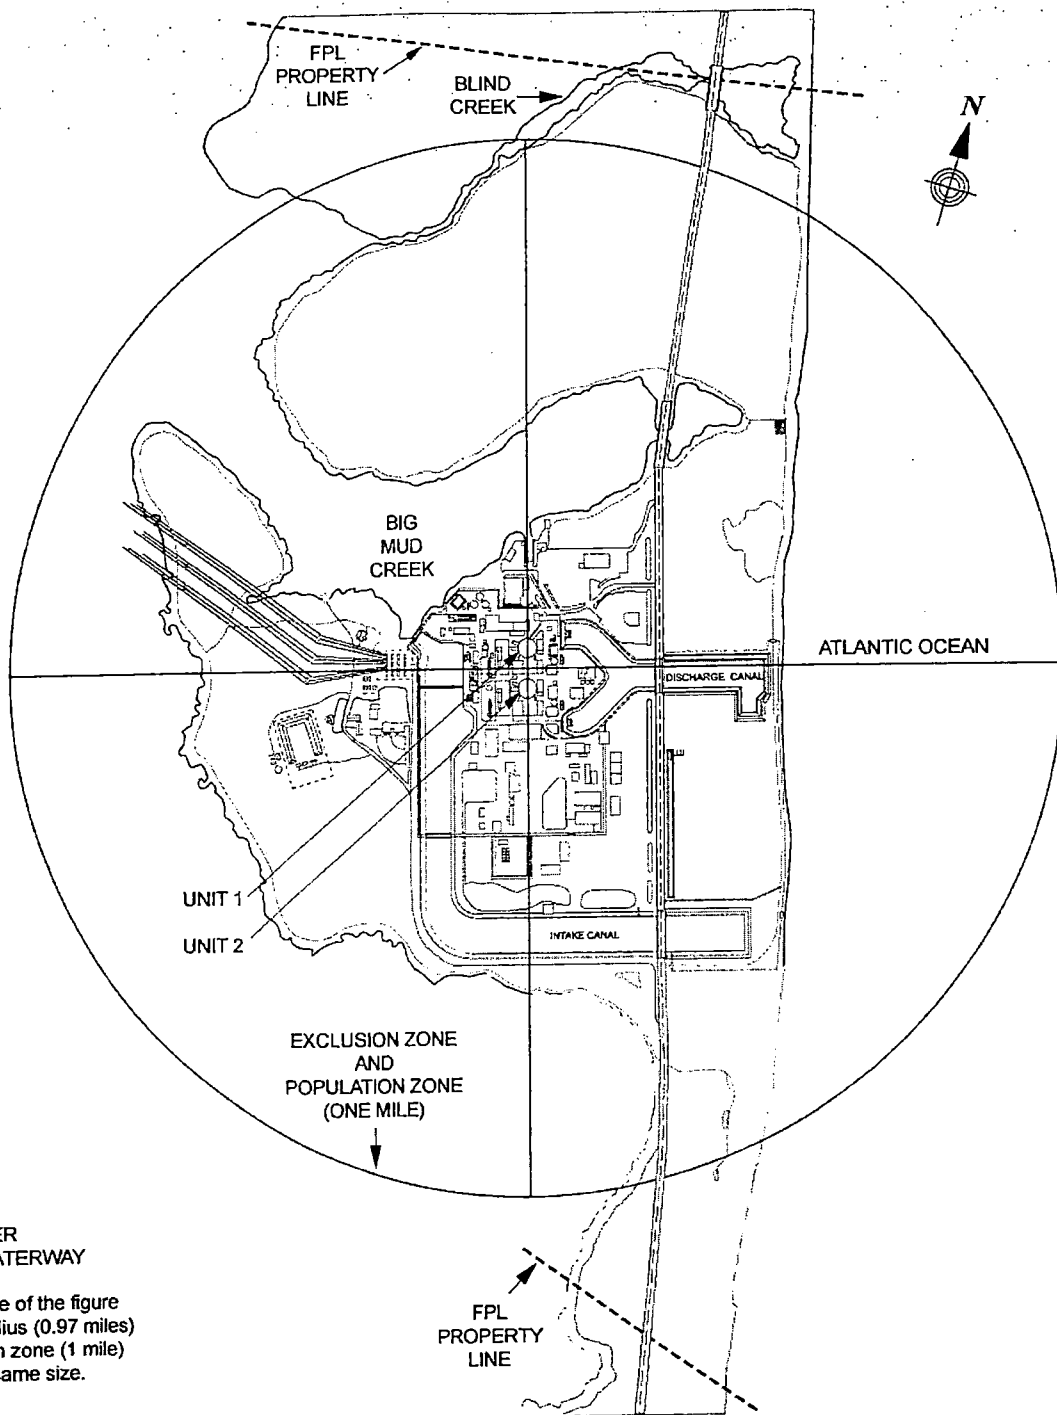 FPL
PROPERTY
LINE
BLIND
CREEK
N
BIG
MUD
CREEK
ATLANTIC OCEAN
DISCHARGE CANAL
UNIT 1
UNIT 2
INTAKE CANAL
EXCLUSION ZONE
AND
POPULATION ZONE
(ONE MILE)
ER
ATERWAY
e of the figure
dius (0.97 miles)
n zone (1 mile)
ame size.
FPL
PROPERTY
LINE